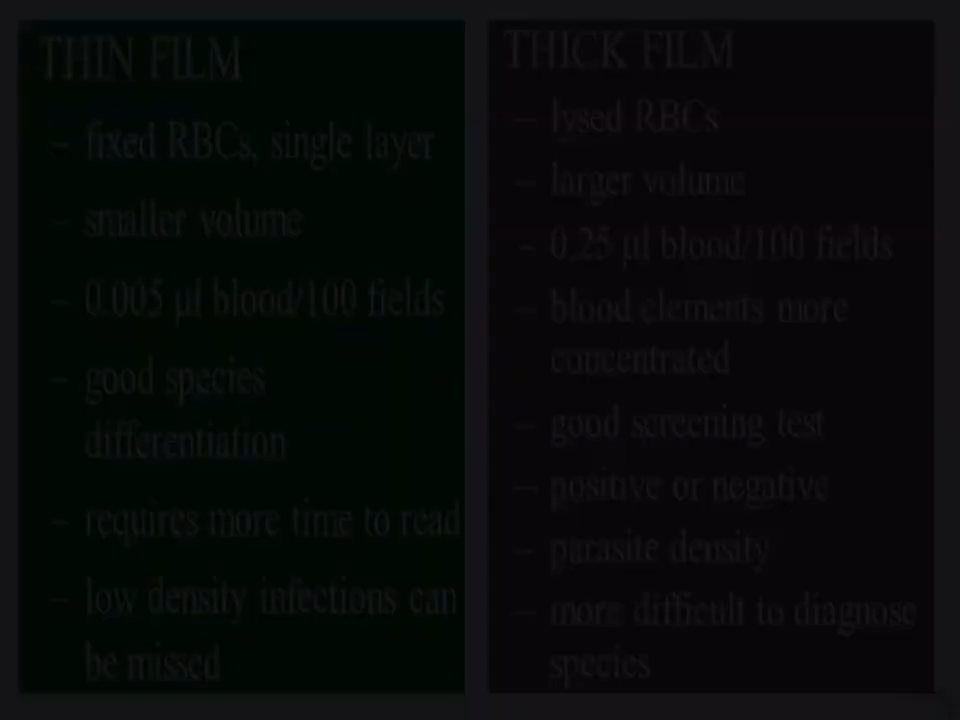 THIN FILM
– fixed RBCs, single layer
– smaller volume
– 0.005 µl blood/100 fields
– good species
differentiation
– requires more time to read
– low density infections can
be missed
THICK FILM
– lysed RBCs
– larger volume
– 0.25 µl blood/100 fields
– blood elements more
concentrated
– good screening test
– positive or negative
– parasite density
– more difficult to diagnose
species